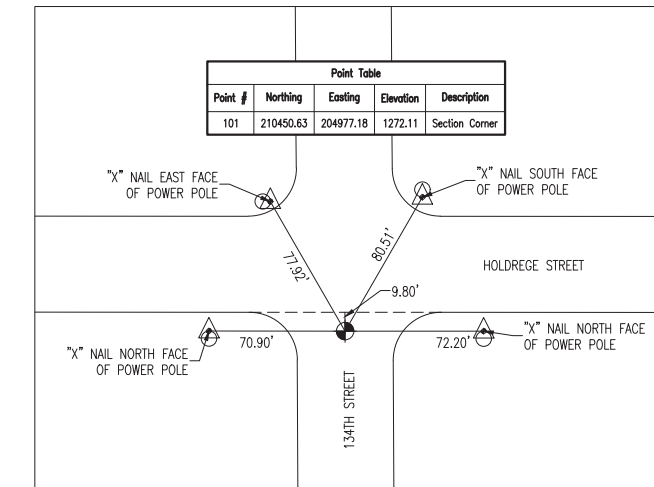 Point Table
Point # Northing Easting Elevation Description
101 210450.63 204977.18 1272.11 Section Corner
"X" NAIL EAST FACE
OF POWER POLE
"X" NAIL SOUTH FACE
OF POWER POLE
77.92'
80.51'
HOLDREGE STREET
9.80'
"X" NAIL NORTH FACE
OF POWER POLE
70.90'
72.20'
"X" NAIL NORTH FACE
OF POWER POLE
134TH STREET